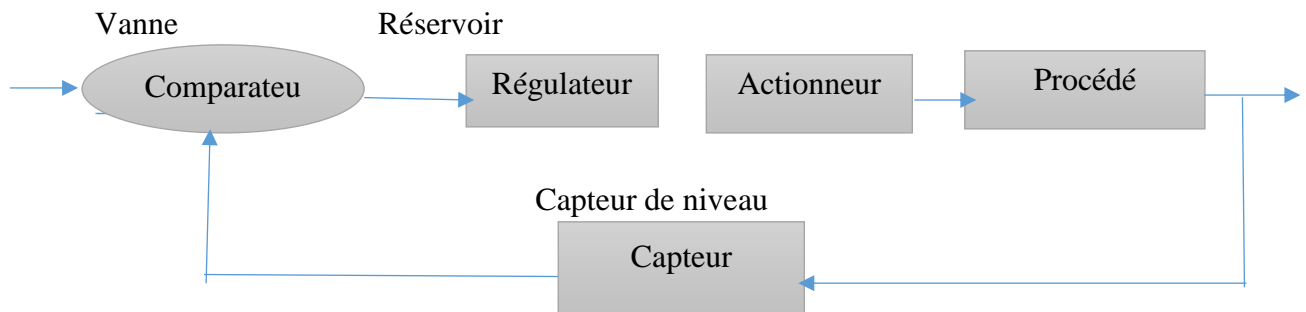 Vanne Réservoir
Comparateu Régulateur Actionneur Procédé
Capteur de niveau
Capteur